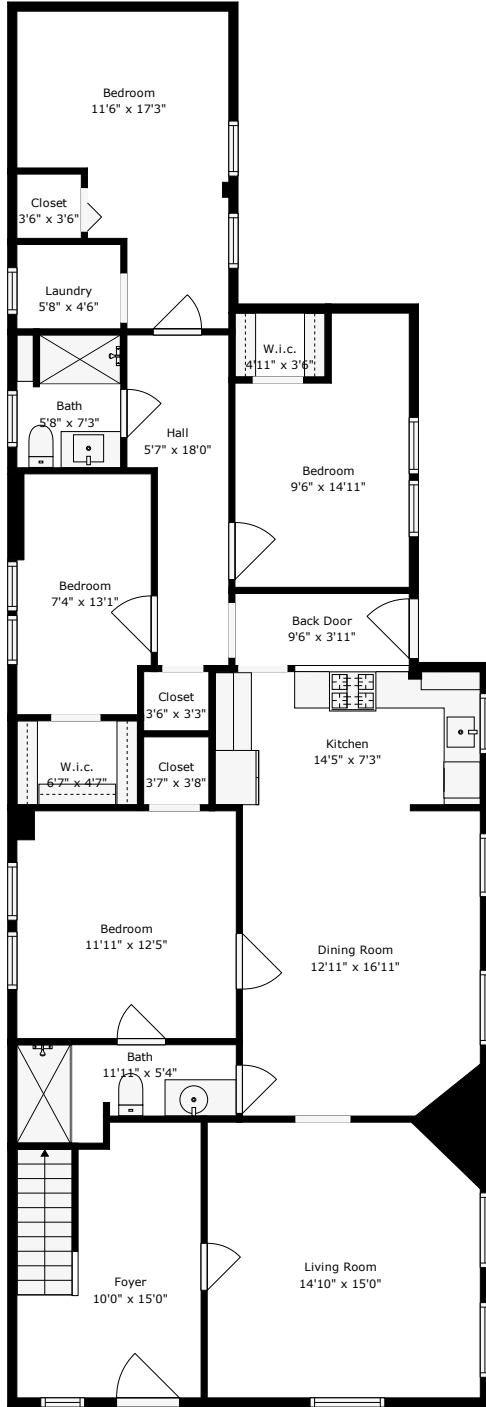 Bedroom
11'6" x 17'3"
Closet
3'6" x 3'6"
Laundry
5'8" x 4'6"
W.i.c.
4'11" x 3'6"
Bath
5'8" x 7'3"
Hall
5'7" x 18'0"
Bedroom
9'6" x 14'11"
Bedroom
7'4" x 13'1"
Back Door
9'6" x 3'11"
Closet
3'6" x 3'3"
Kitchen
14'5" x 7'3"
W.i.c.
6'7" x 4'7"
Closet
3'7" x 3'8"
Bedroom
11'11" x 12'5"
Dining Room
12'11" x 16'11"
Bath
11'11" x 5'4"
Living Room
14'10" x 15'0"
Foyer
10'0" x 15'0"